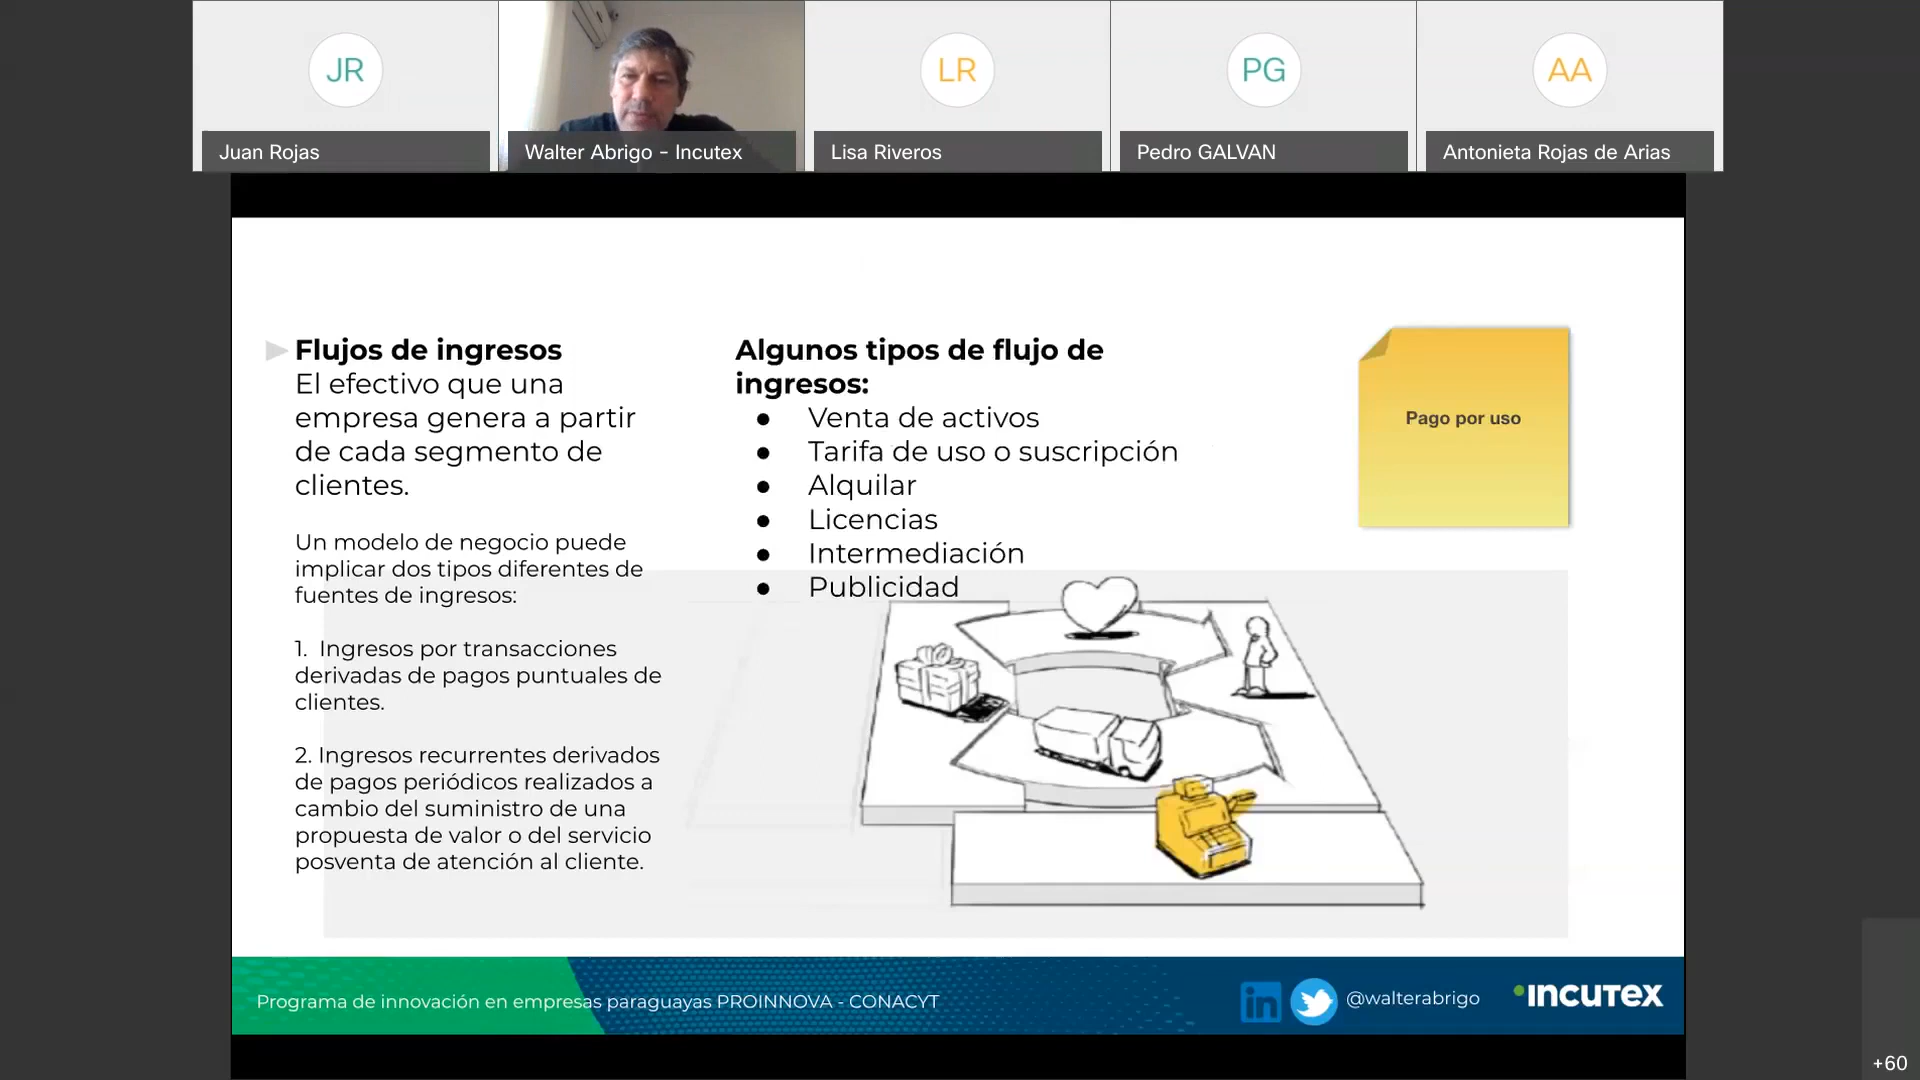 JR
LR
PG
AA
Juan Rojas
Walter Abrigo - Incutex
Lisa Riveros
Pedro GALVAN
Antonieta Rojas de Arias
Flujos de ingresos
El efectivo que una
empresa genera a partir
de cada segmento de
clientes.
Un modelo de negocio puede
implicar dos tipos diferentes de
fuentes de ingresos:
1. Ingresos por transacciones
derivadas de pagos puntuales de
clientes.
2. Ingresos recurrentes derivados
de pagos periódicos realizados a
cambio del suministro de una
propuesta de valor o del servicio
posventa de atención al cliente.
Algunos tipos de flujo de
ingresos:
● Venta de activos
● Tarifa de uso o suscripción
● Alquilar
● Licencias
● Intermediación
● Publicidad
Pago por uso
Programa de innovación en empresas paraguayas PROINNOVA - CONACYT
in
@walterabrigo
INCUTEX
+60